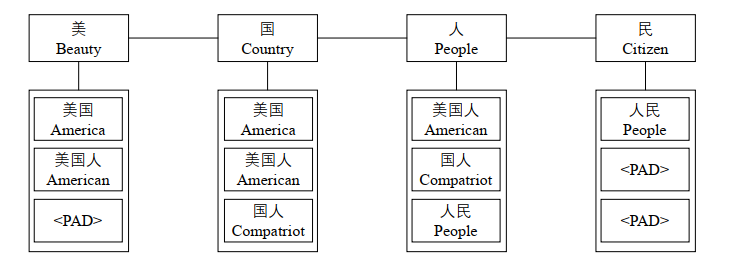 美
Beauty
国
Country
人
People
民
Citizen
美国
America
美国人
American
<PAD>
美国
America
美国人
American
国人
Compatriot
美国人
American
国人
Compatriot
人民
People
人民
People
<PAD>
<PAD>